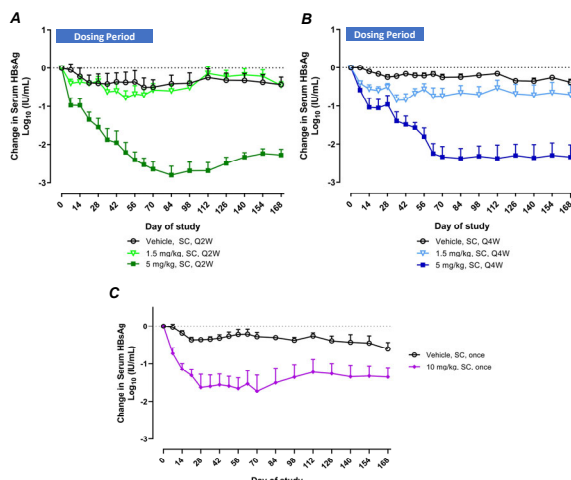 A
Dosing Period
Change in Serum HBsAg
Log10 (IU/mL)
0
-1
-2
-3
0 14 28 42 56 70 84 98 112 126 140 154 168
Day of study
Vehicle, SC, Q2W
1.5 mg/kg, SC, Q2W
5 mg/kg, SC, Q2W
B
Dosing Period
Change in Serum HBsAg
Log10 (IU/mL)
0
-1
-2
-3
0 14 28 42 56 70 84 98 112 126 140 154 168
Day of study
Vehicle, SC, Q4W
1.5 mg/kg, SC, Q4W
5 mg/kg, SC, Q4W
C
Change in Serum HBsAg
Log10 (IU/mL)
0
-1
-2
-3
0 14 28 42 56 70 84 98 112 126 140 154 168
Day of study
Vehicle, SC, once
10 mg/kg, SC, once